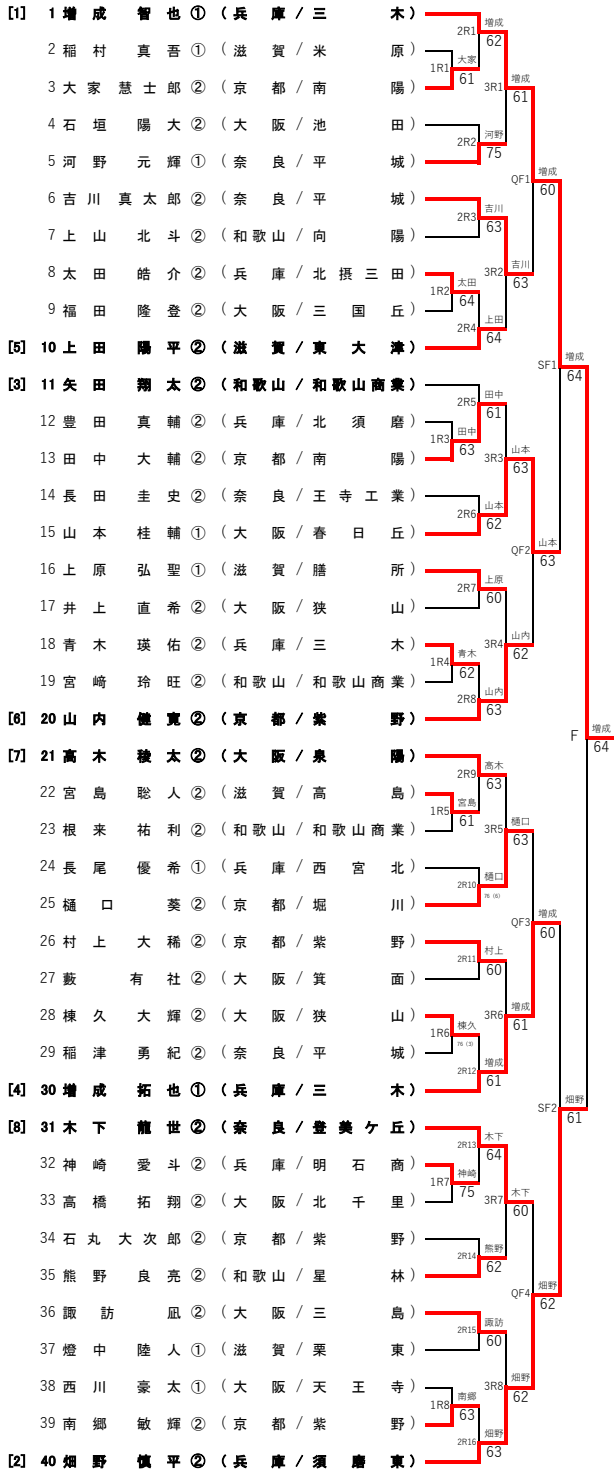 [1] 1 増成 智也 ① ( 兵庫 / 三木 )
2 稲村 真吾 ① ( 滋賀 / 米原 )
3 大家 慧士郎 ② ( 京都 / 南陽 )
4 石垣 陽大 ② ( 大阪 / 池田 )
5 河野 元輝 ① ( 奈良 / 平城 )
6 吉川 真太郎 ② ( 奈良 / 平城 )
7 上山 北斗 ② ( 和歌山 / 向陽 )
8 太田 皓介 ② ( 兵庫 / 北摂三田 )
9 福田 隆登 ② ( 大阪 / 三国丘 )
[5] 10 上田 陽平 ② ( 滋賀 / 東大津 )
[3] 11 矢田 翔太 ② ( 和歌山 / 和歌山商業 )
12 豊田 真輔 ② ( 兵庫 / 北須磨 )
13 田中 大輔 ② ( 京都 / 南陽 )
14 長田 圭史 ② ( 奈良 / 王寺工業 )
15 山本 桂輔 ① ( 大阪 / 春日丘 )
16 上原 弘聖 ① ( 滋賀 / 膳所 )
17 井上 直希 ② ( 大阪 / 狭山 )
18 青木 瑛佑 ② ( 兵庫 / 三木 )
19 宮﨑 玲旺 ② ( 和歌山 / 和歌山商業 )
[6] 20 山内 健寛 ② ( 京都 / 紫野 )
[7] 21 高木 稜太 ② ( 大阪 / 泉陽 )
22 宮島 聡人 ② ( 滋賀 / 高島 )
23 根来 祐利 ② ( 和歌山 / 和歌山商業 )
24 長尾 優希 ① ( 兵庫 / 西宮北 )
25 樋口 葵 ② ( 京都 / 堀川 )
26 村上 大稀 ② ( 京都 / 紫野 )
27 藪 有社 ② ( 大阪 / 箕面 )
28 棟久 大輝 ② ( 大阪 / 狭山 )
29 稲津 勇紀 ② ( 奈良 / 平城 )
[4] 30 増成 拓也 ① ( 兵庫 / 三木 )
[8] 31 木下 龍世 ② ( 奈良 / 登美ケ丘 )
32 神崎 愛斗 ② ( 兵庫 / 明石商 )
33 高橋 拓翔 ② ( 大阪 / 北千里 )
34 石丸 大次郎 ② ( 京都 / 紫野 )
35 熊野 良亮 ② ( 和歌山 / 星林 )
36 諏訪 凪 ② ( 大阪 / 三島 )
37 燈中 陸人 ① ( 滋賀 / 栗東 )
38 西川 豪太 ① ( 大阪 / 天王寺 )
39 南郷 敏輝 ② ( 京都 / 紫野 )
[2] 40 畑野 慎平 ② ( 兵庫 / 須磨東 )
1R1 大家 61
1R2 太田 64
1R3 田中 63
1R4 青木 62
1R5 宮島 61
1R6 棟久 76 (3)
1R7 神崎 75
1R8 南郷 63
2R1 増成 62
2R2 河野 75
2R3 吉川 63
2R4 上田 64
2R5 田中 61
2R6 山本 62
2R7 上原 60
2R8 山内 63
2R9 高木 63
2R10 樋口 76 (6)
2R11 村上 60
2R12 増成 61
2R13 木下 64
2R14 熊野 62
2R15 諏訪 60
2R16 畑野 63
3R1 増成 61
3R2 吉川 63
3R3 山本 63
3R4 山内 62
3R5 樋口 63
3R6 増成 61
3R7 木下 60
3R8 畑野 62
QF1 増成 60
QF2 山本 63
QF3 増成 60
QF4 畑野 62
SF1 増成 64
SF2 畑野 61
F 増成 64